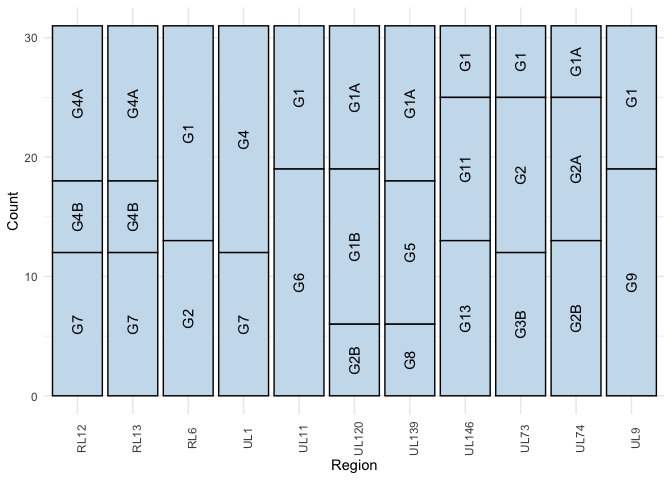 30
20
10
0
Count
G4A
G4B
G7
G4A
G4B
G7
G1
G2
G4
G7
G1
G6
G1A
G1B
G2B
G1A
G5
G8
G1
G11
G13
G1
G2
G3B
G1A
G2A
G2B
G1
G9
RL12
RL13
RL6
UL1
UL11
UL120
UL139
UL146
UL73
UL74
UL9
Region